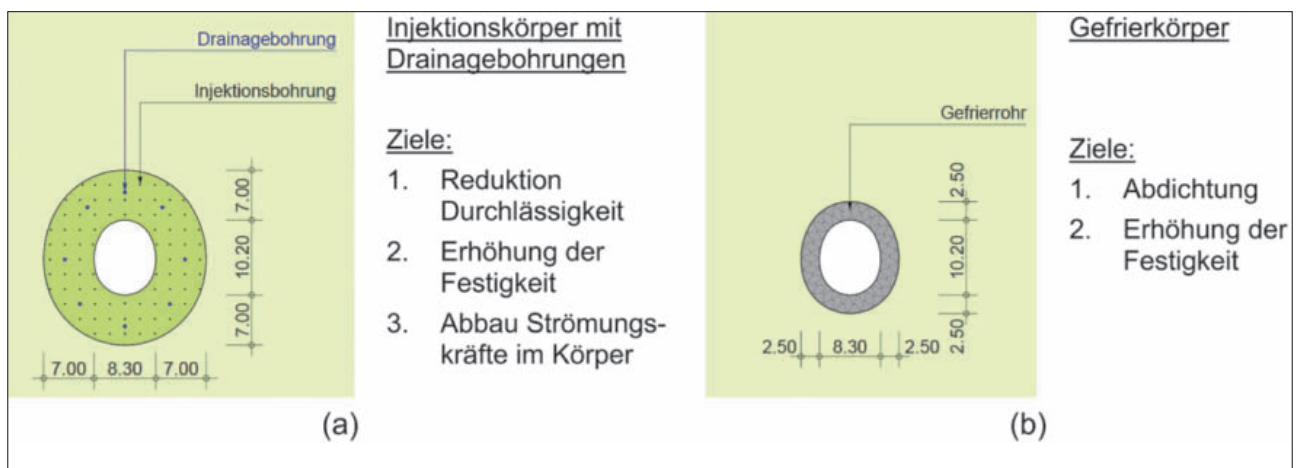 Drainagebohrung
Injektionsbohrung
7.00
10.20
7.00
7.00 8.30 7.00
Injektionskörper mit
Drainagebohrungen
Ziele:
1. Reduktion
Durchlässigkeit
2. Erhöhung der
Festigkeit
3. Abbau Strömungs-
kräfte im Körper
(a)
Gefrierrohr
2.50
10.20
2.50
2.50 8.30 2.50
Gefrierkörper
Ziele:
1. Abdichtung
2. Erhöhung der
Festigkeit
(b)